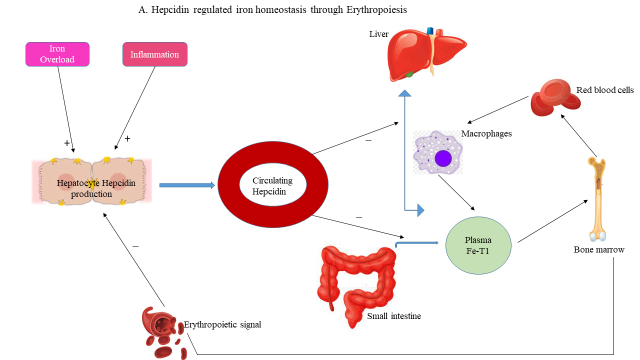 A. Hepcidin regulated iron homeostasis through Erythropoiesis
Liver
Iron
Overload
Inflammation
Red blood cells
+
+
–
Macrophages
Hepatocyte Hepcidin
production
Circulating
Hepcidin
–
Plasma
Fe-T1
Bone marrow
–
Small intestine
Erythropoietic signal